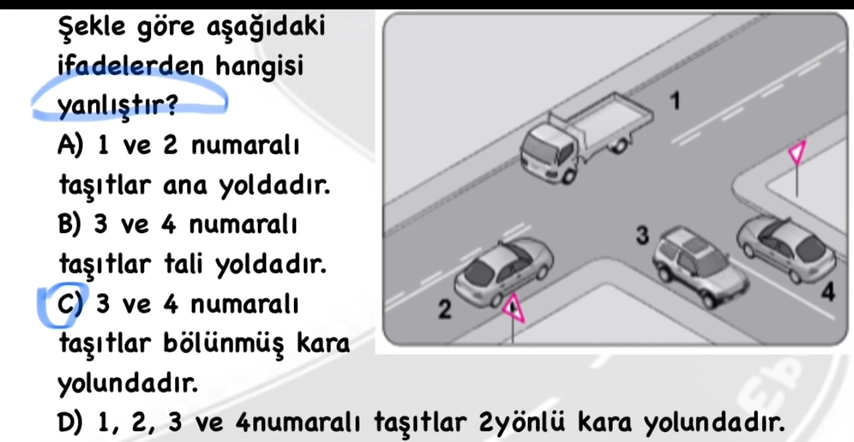 Şekle göre aşağıdaki
ifadelerden hangisi
yanlıştır?
A) 1 ve 2 numaralı
taşıtlar ana yoldadır.
B) 3 ve 4 numaralı
taşıtlar tali yoldadır.
C) 3 ve 4 numaralı
taşıtlar bölünmüş kara
yolundadır.
D) 1, 2, 3 ve 4numaralı taşıtlar 2yönlü kara yolundadır.
1
3
4
2